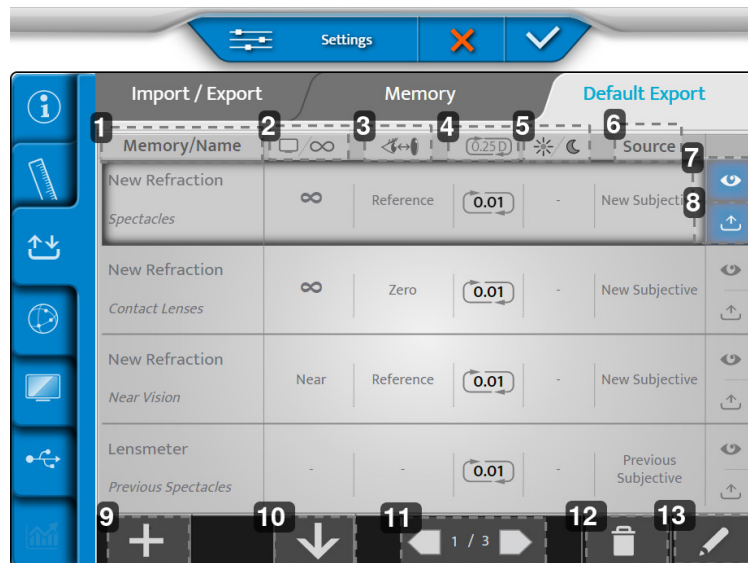 Settings
Import / Export
Memory
Default Export
1
2
3
4
5
6
7
8
Memory/Name
/∞
0.25 D
/
Source
New Refraction
Spectacles
∞
Reference
0.01
-
New Subjective
New Refraction
Contact Lenses
∞
Zero
0.01
-
New Subjective
New Refraction
Near Vision
Near
Reference
0.01
-
New Subjective
Lensmeter
Previous Spectacles
-
-
0.01
-
Previous
Subjective
9
10
11
12
13
1 / 3